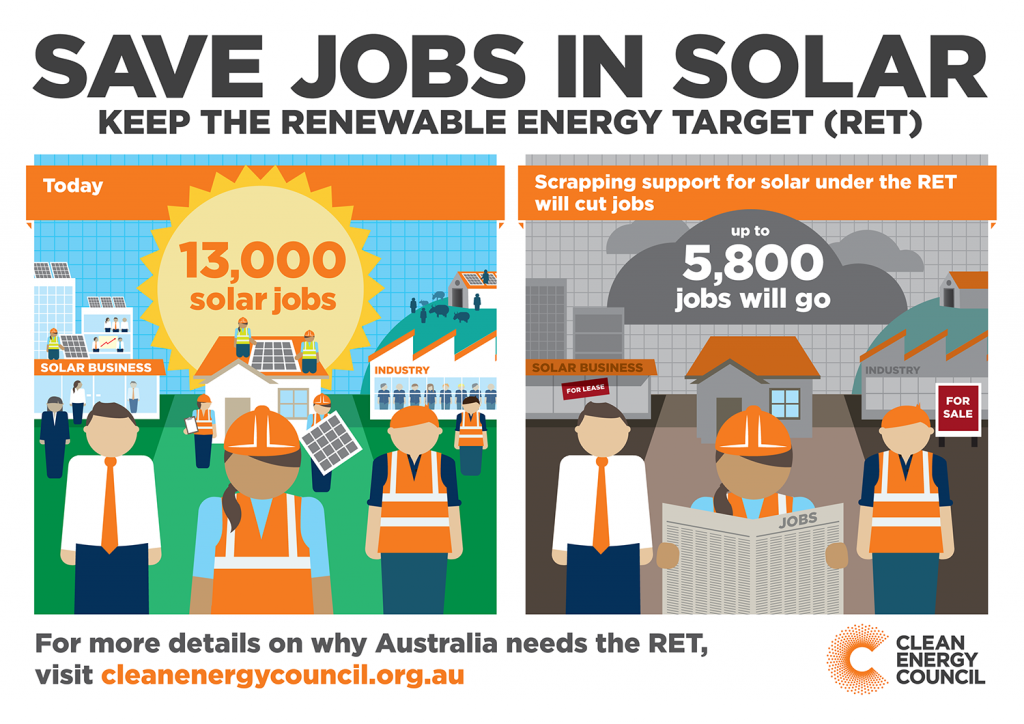 SAVE JOBS IN SOLAR
KEEP THE RENEWABLE ENERGY TARGET (RET)
Today
13,000
solar jobs
SOLAR BUSINESS
INDUSTRY
Scrapping support for solar under the RET
will cut jobs
up to
5,800
jobs will go
SOLAR BUSINESS
FOR LEASE
INDUSTRY
FOR
SALE
JOBS
For more details on why Australia needs the RET,
visit cleanenergycouncil.org.au
CLEAN
ENERGY
COUNCIL